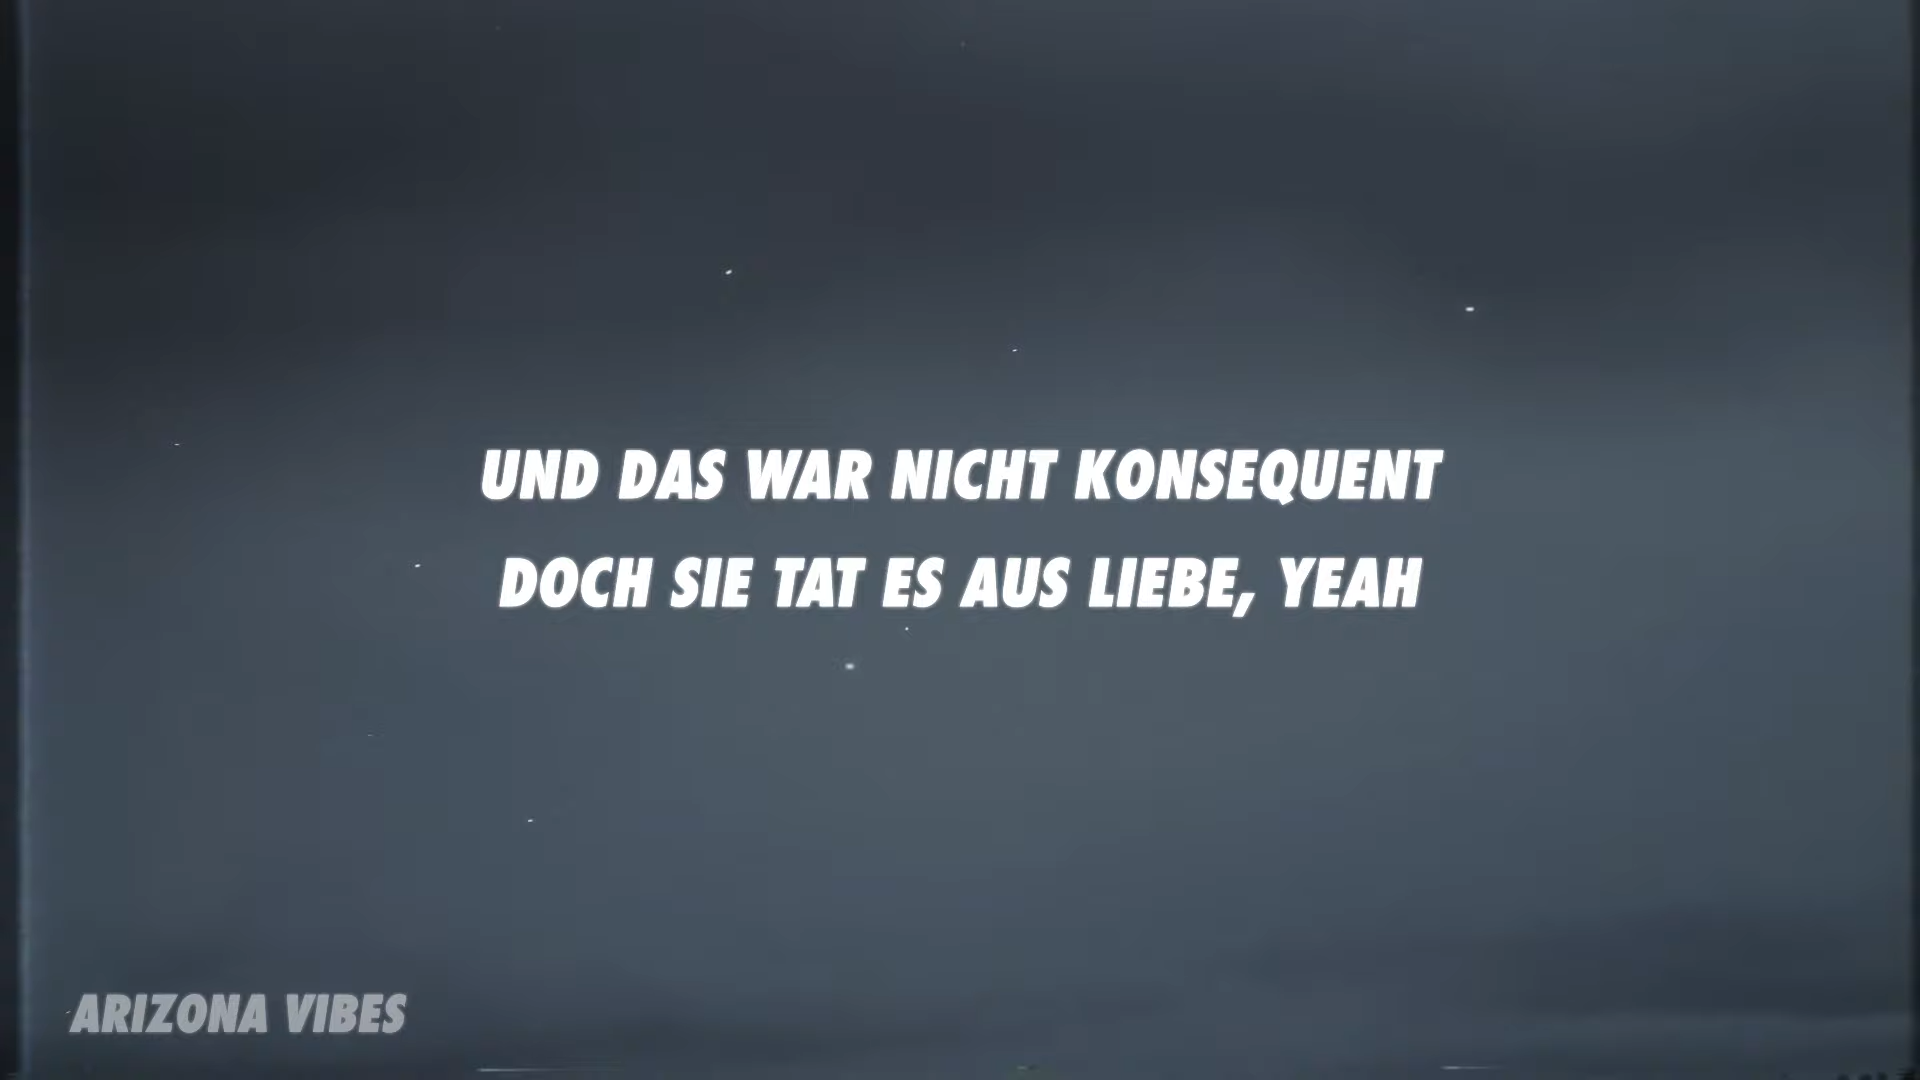 UND DAS WAR NICHT KONSEQUENT
DOCH SIE TAT ES AUS LIEBE, YEAH
ARIZONA VIBES